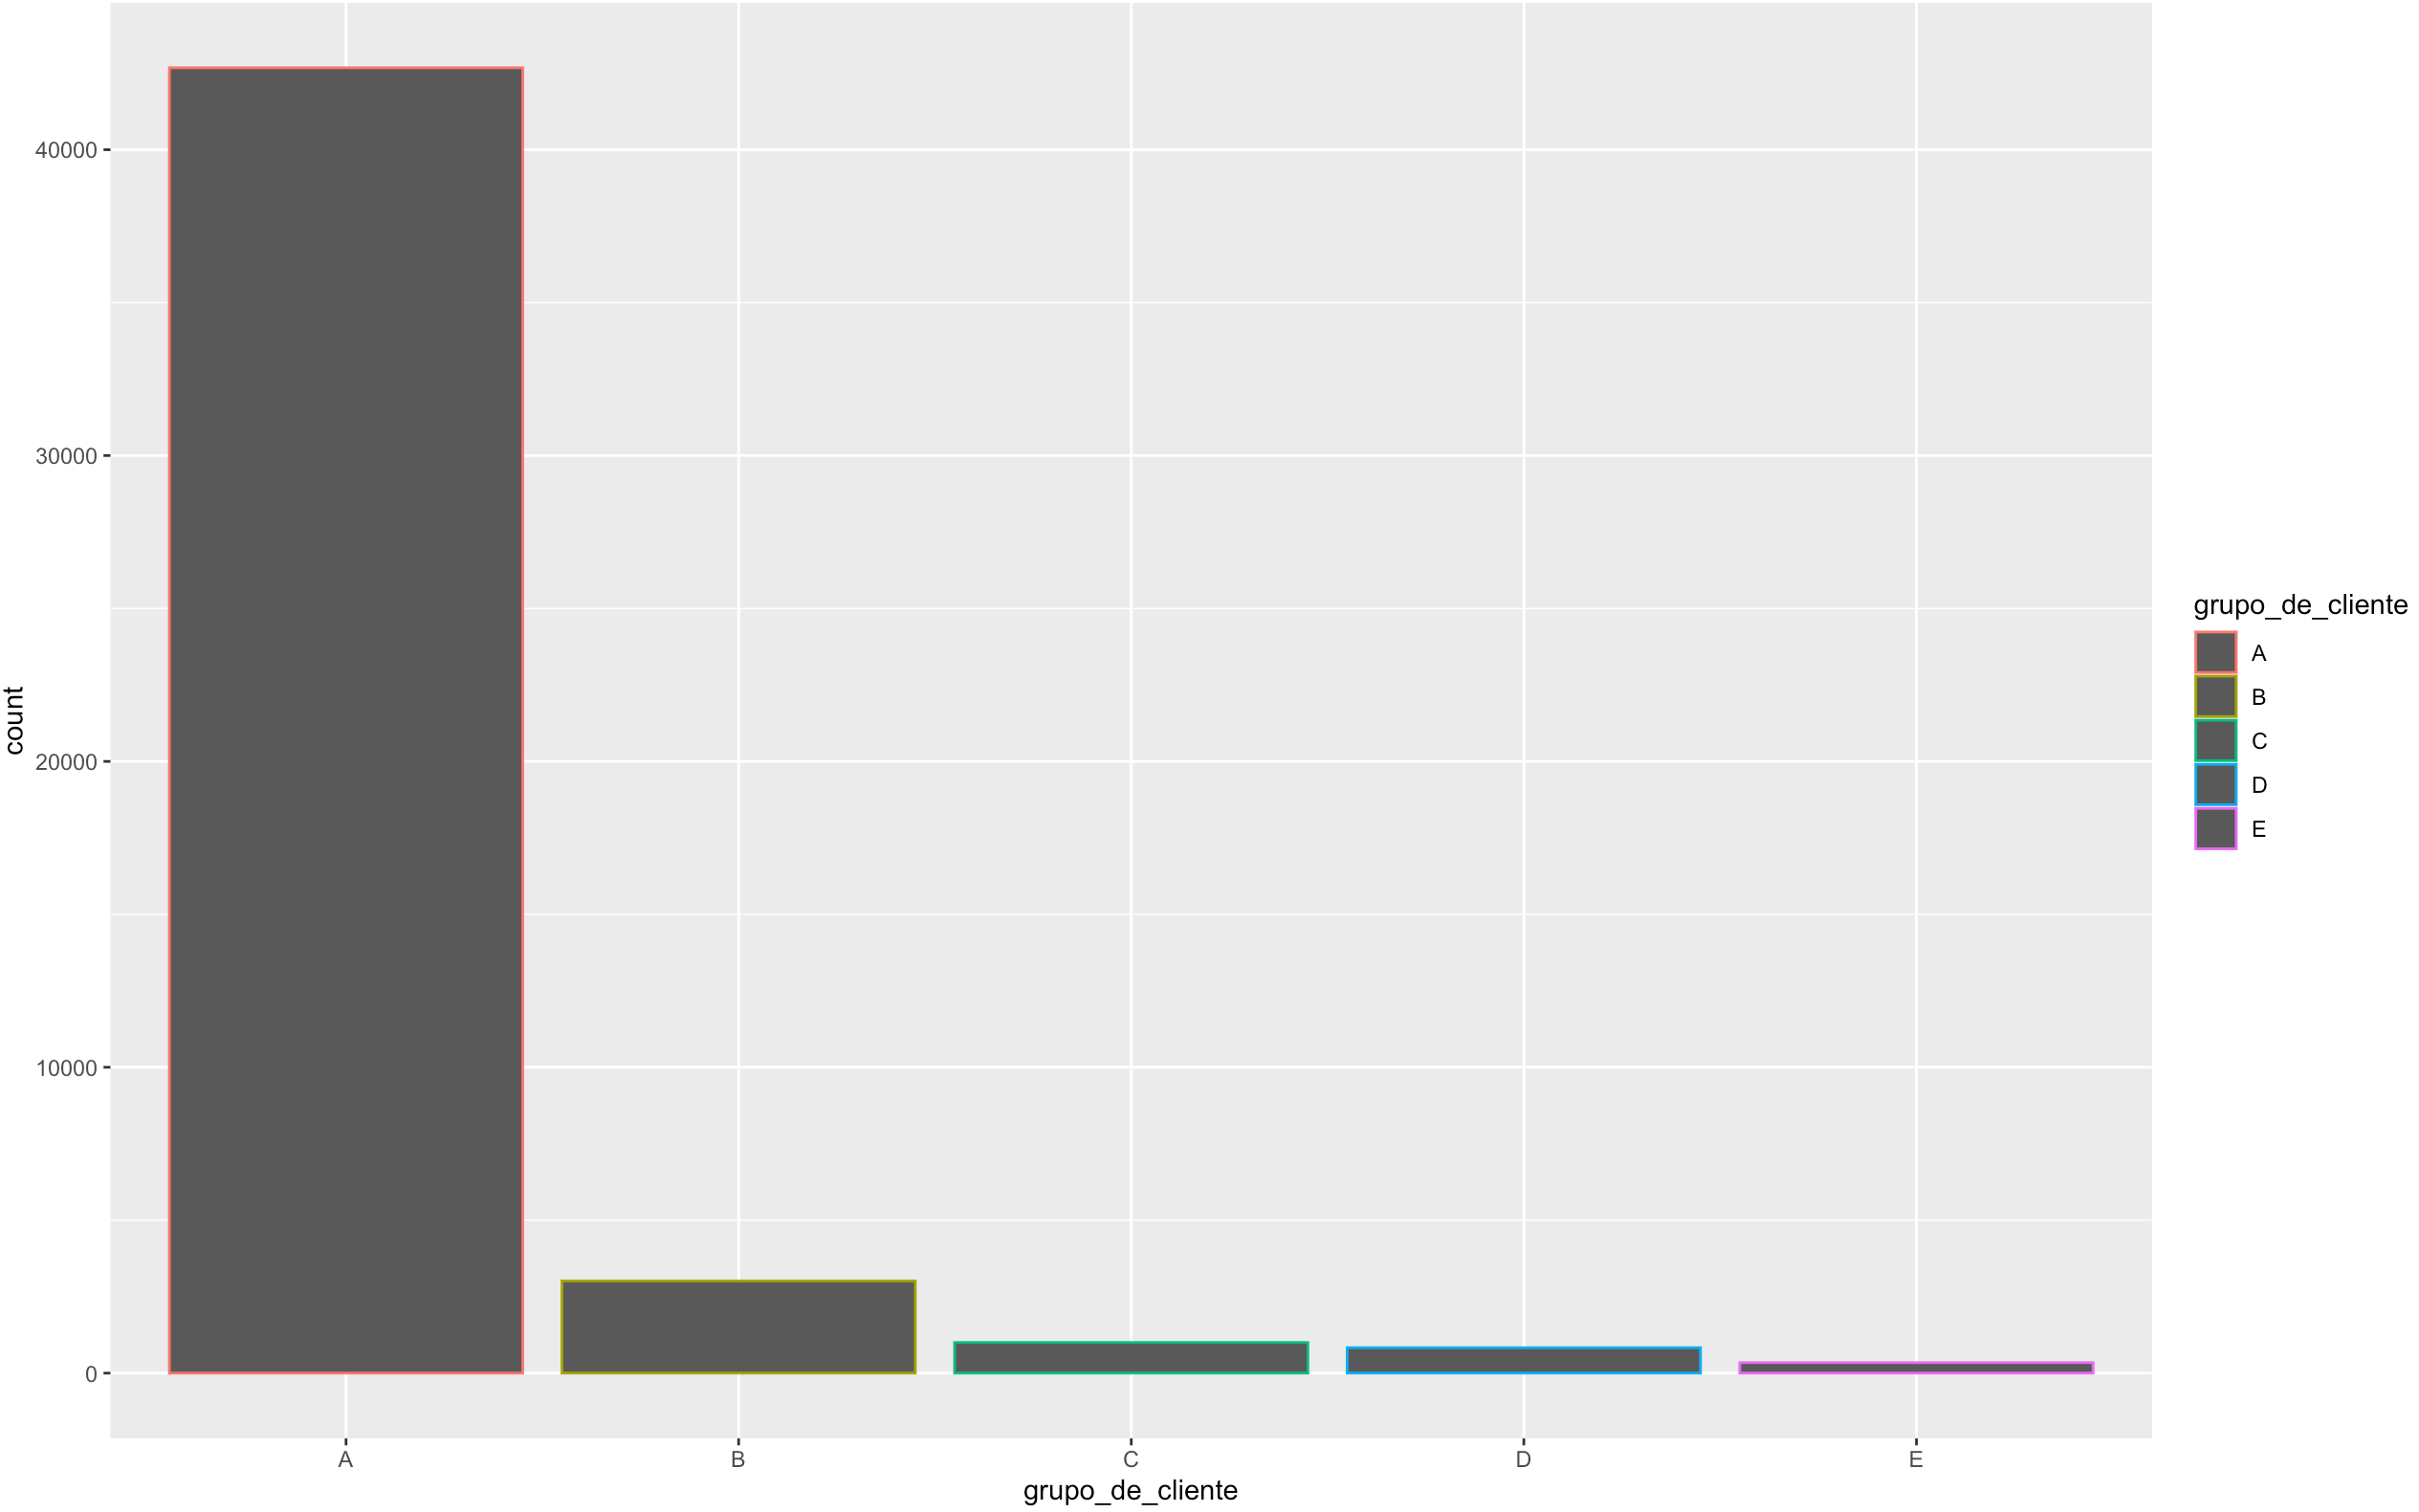 count
40000
30000
20000
10000
0
A
B
C
D
E
grupo_de_cliente
grupo_de_cliente
A
B
C
D
E